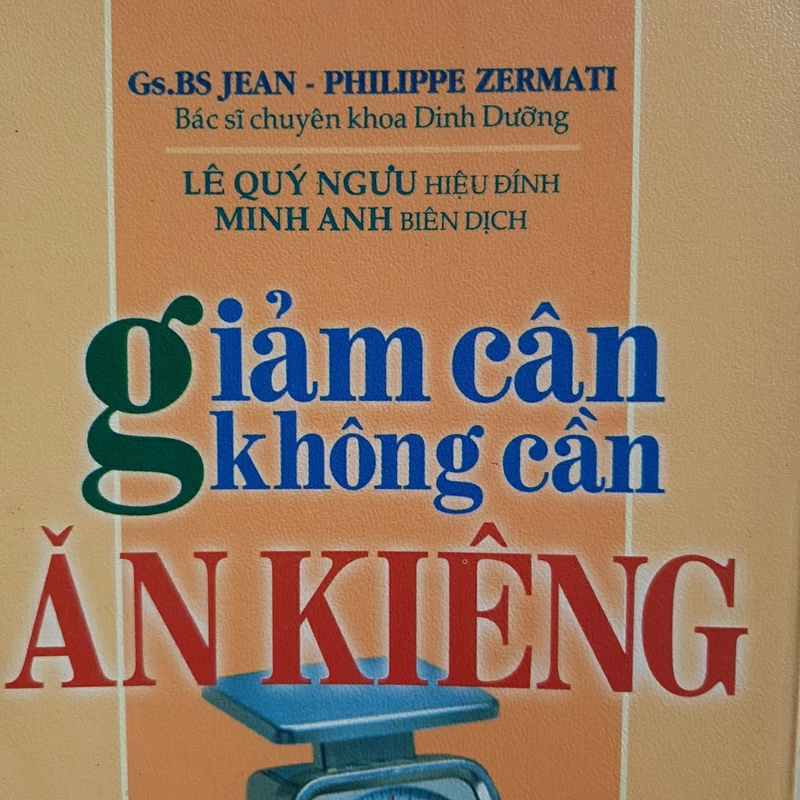 Gs.BS JEAN - PHILIPPE ZERMATI
Bác sĩ chuyên khoa Dinh Dưỡng
LÊ QUÝ NGƯU HIỆU ĐÍNH
MINH ANH BIÊN DỊCH
giảm cân
không cần
ĂN KIÊNG